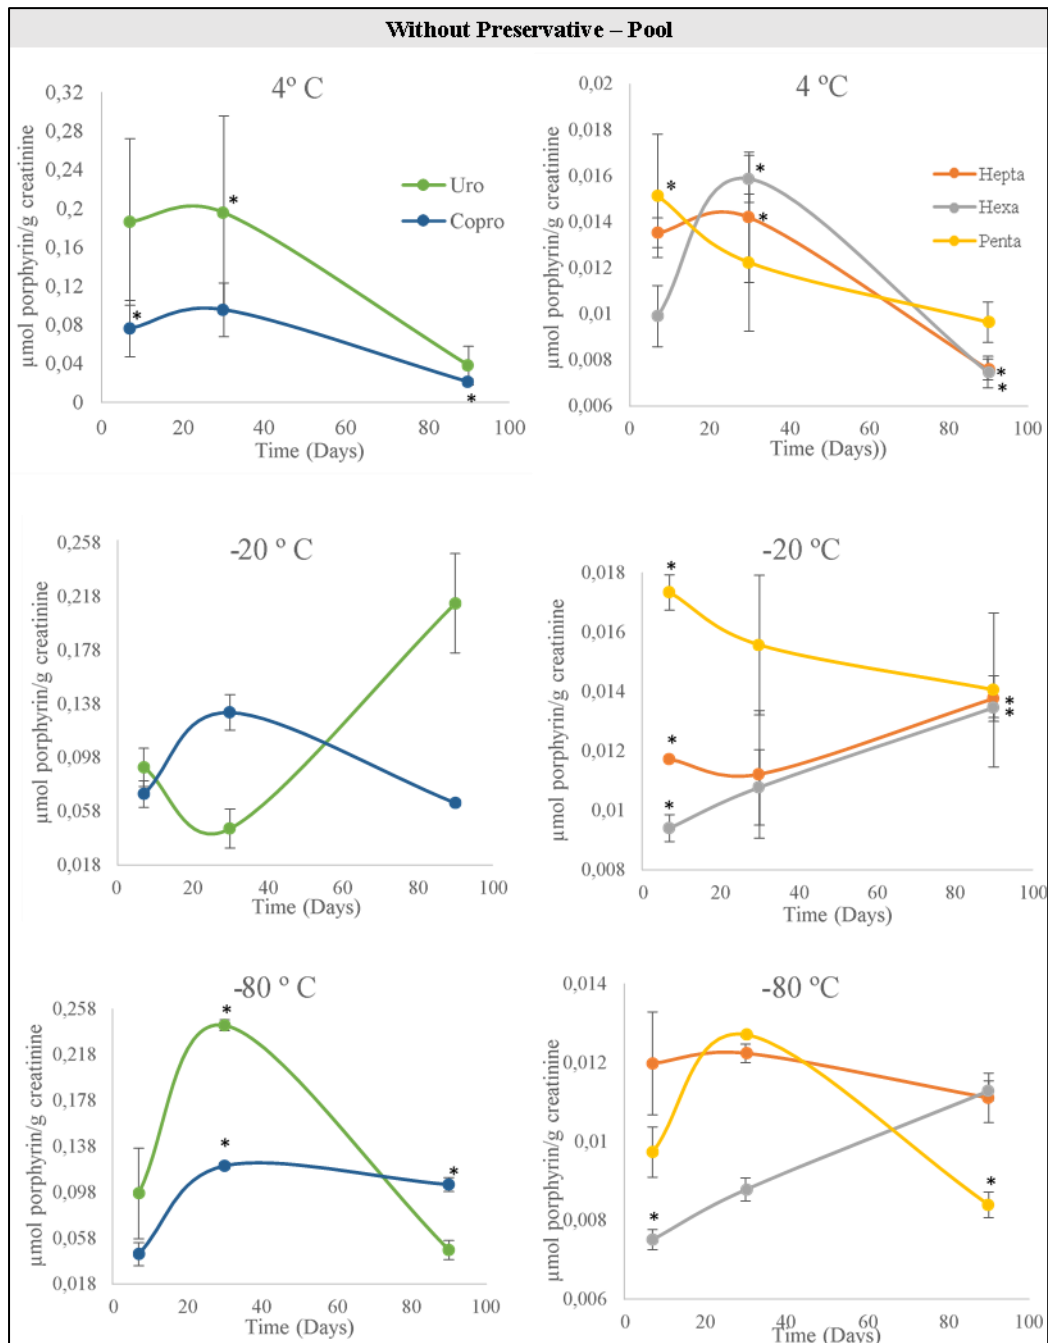 Without Preservative – Pool
4º C
µmol porphyrin/g creatinine
0,32
0,28
0,24
0,2
0,16
0,12
0,08
0,04
0
*
*
*
Uro
Copro
0 20 40 60 80 100
Time (Days)
4 ºC
µmol porphyrin/g creatinine
0,02
0,018
0,016
0,014
0,012
0,01
0,008
0,006
*
*
*
*
*
Hepta
Hexa
Penta
0 20 40 60 80 100
Time (Days))
-20 º C
µmol porphyrin/g creatinine
0,258
0,218
0,178
0,138
0,098
0,058
0,018
0 20 40 60 80 100
Time (Days)
-20 ºC
µmol porphyrin/g creatinine
0,018
0,016
0,014
0,012
0,01
0,008
*
*
*
*
*
0 20 40 60 80 100
Time (Days)
-80 º C
µmol porphyrin/g creatinine
0,258
0,218
0,178
0,138
0,098
0,058
0,018
*
*
*
0 20 40 60 80 100
Time (Days)
-80 ºC
µmol porphyrin/g creatinine
0,014
0,012
0,01
0,008
0,006
*
*
0 20 40 60 80 100
Time (Days)